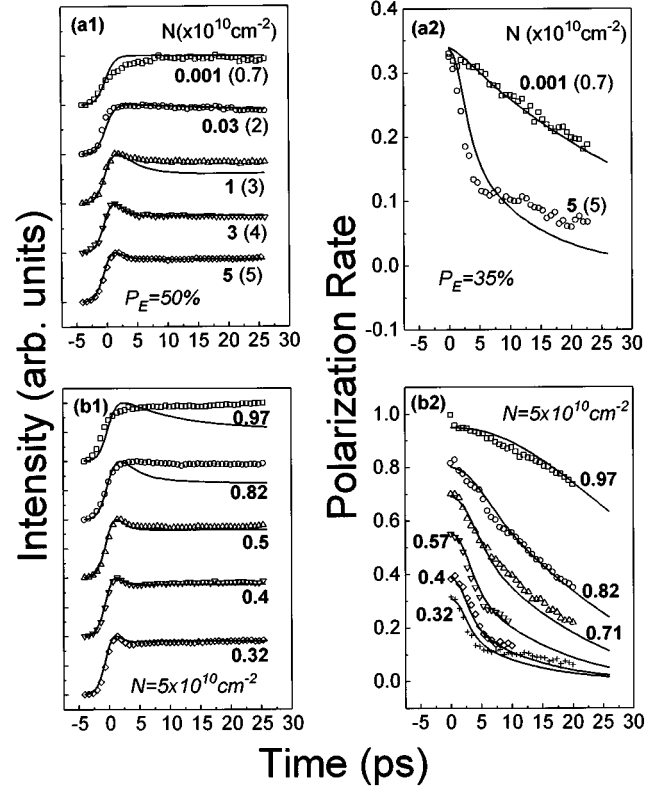 (a1)
N(x10^10cm^-2)
0.001 (0.7)
0.03 (2)
1 (3)
3 (4)
5 (5)
P_E=50%
-5 0 5 10 15 20 25 30
(a2)
N (x10^10cm^-2)
0.001 (0.7)
5 (5)
P_E=35%
0.4
0.3
0.2
0.1
0.0
-0.1
-5 0 5 10 15 20 25 30
(b1)
0.97
0.82
0.5
0.4
0.32
N=5x10^10cm^-2
-5 0 5 10 15 20 25 30
(b2)
N=5x10^10cm^-2
1.0
0.8
0.6
0.4
0.2
0.0
0.97
0.82
0.71
0.57
0.4
0.32
-5 0 5 10 15 20 25 30
Intensity (arb. units)
Polarization Rate
Time (ps)